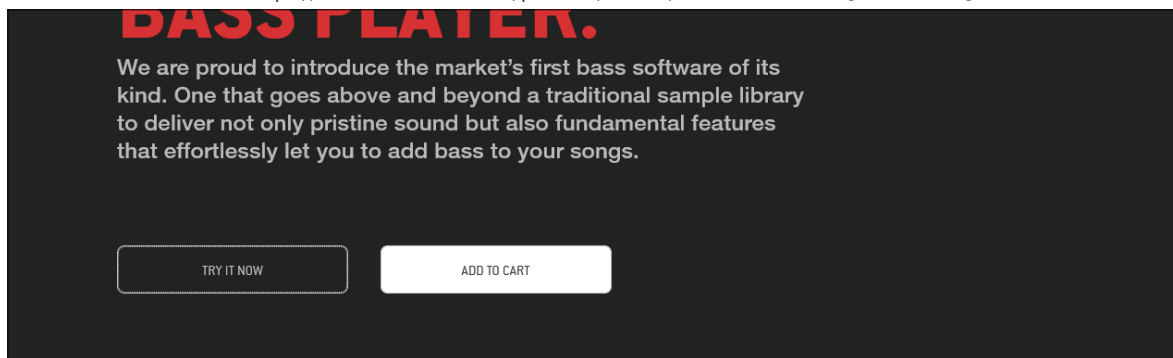 BASS PLAYER.
We are proud to introduce the market’s first bass software of its
kind. One that goes above and beyond a traditional sample library
to deliver not only pristine sound but also fundamental features
that effortlessly let you to add bass to your songs.
TRY IT NOW
ADD TO CART